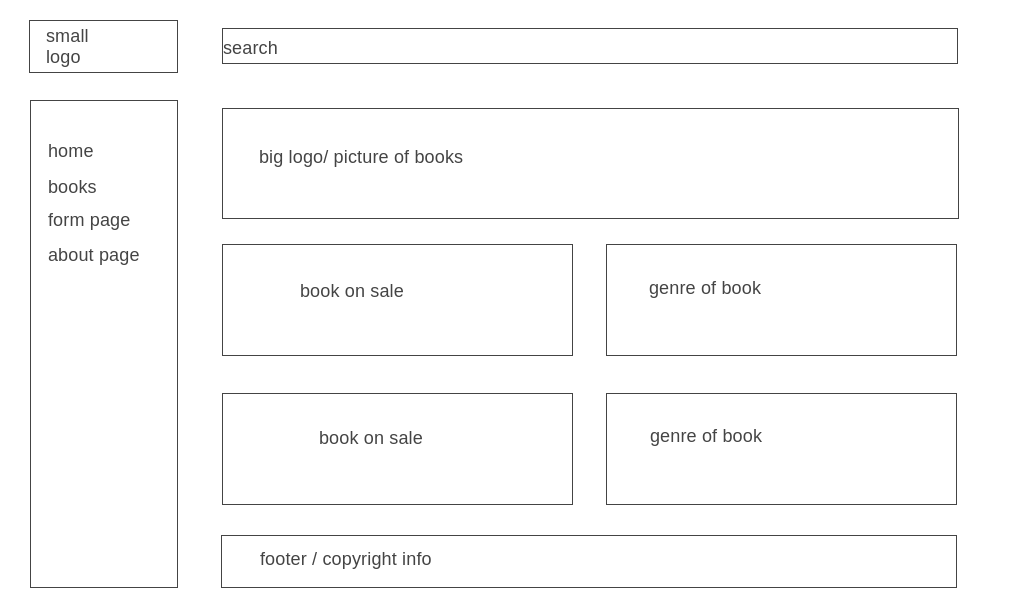 small
logo
search
home
books
form page
about page
big logo/ picture of books
book on sale
genre of book
book on sale
genre of book
footer / copyright info